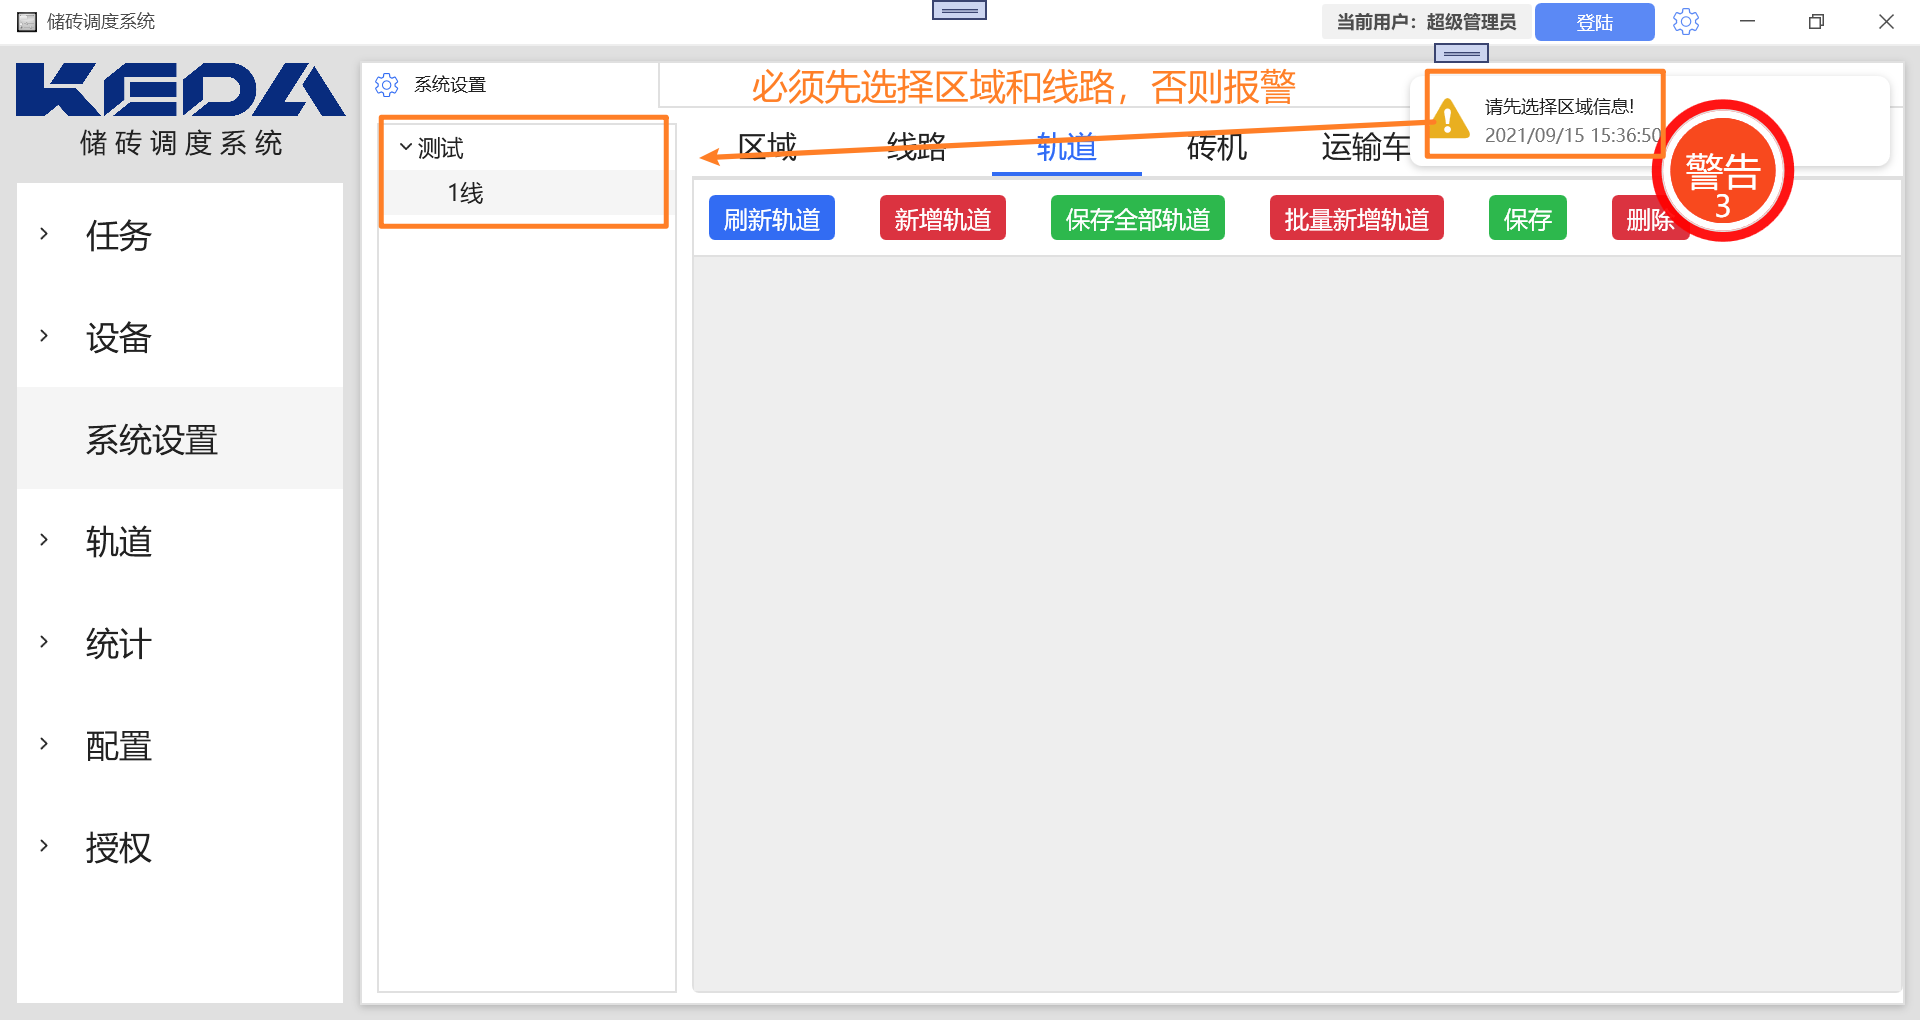 储砖调度系统
当前用户：超级管理员
登陆
KEDA
储砖调度系统
系统设置
必须先选择区域和线路，否则报警
请先选择区域信息!
2021/09/15 15:36:50
警告
3
测试
1线
区域
线路
轨道
砖机
运输车
刷新轨道
新增轨道
保存全部轨道
批量新增轨道
保存
删除
任务
设备
系统设置
轨道
统计
配置
授权